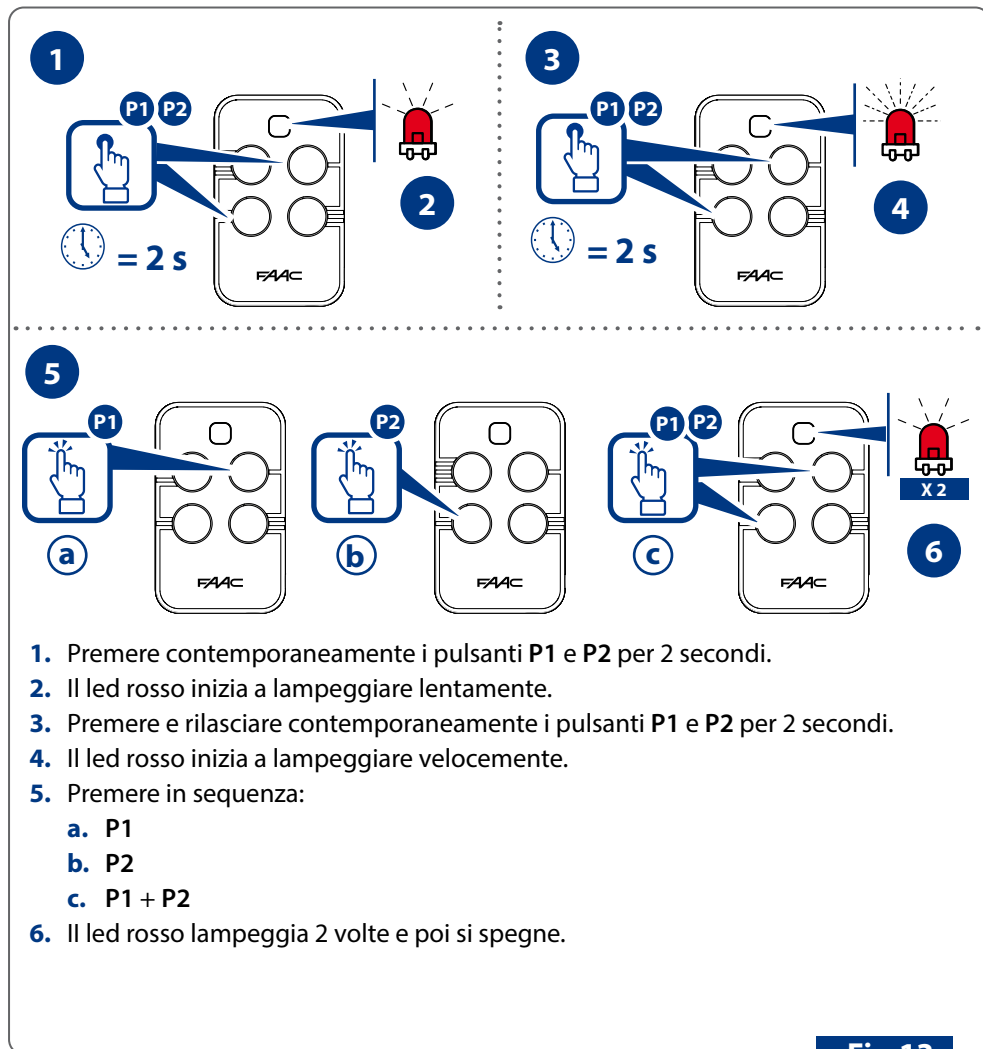 1
P1 P2
= 2 s
FAAC
2
3
P1 P2
= 2 s
FAAC
4
5
P1
a
FAAC
P2
b
FAAC
P1 P2
c
FAAC
X 2
6
1. Premere contemporaneamente i pulsanti P1 e P2 per 2 secondi.
2. Il led rosso inizia a lampeggiare lentamente.
3. Premere e rilasciare contemporaneamente i pulsanti P1 e P2 per 2 secondi.
4. Il led rosso inizia a lampeggiare velocemente.
5. Premere in sequenza:
a. P1
b. P2
c. P1 + P2
6. Il led rosso lampeggia 2 volte e poi si spegne.